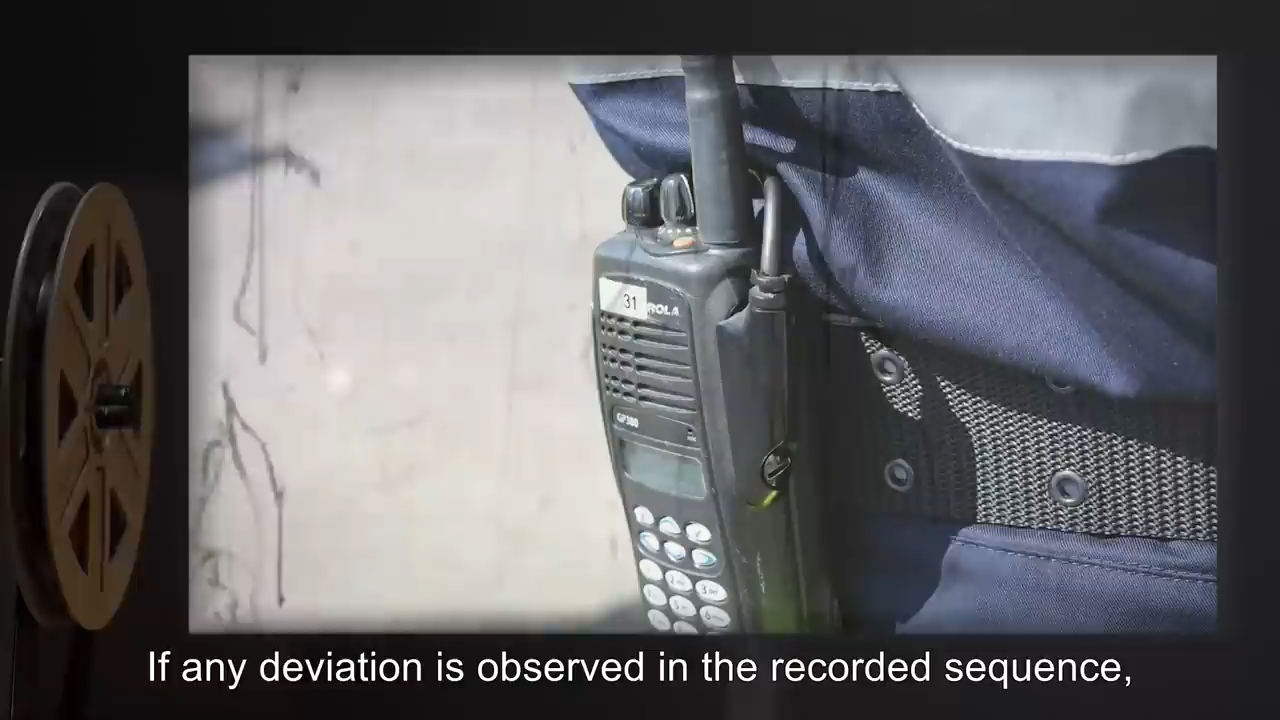 31
ROLA
GP380
If any deviation is observed in the recorded sequence,